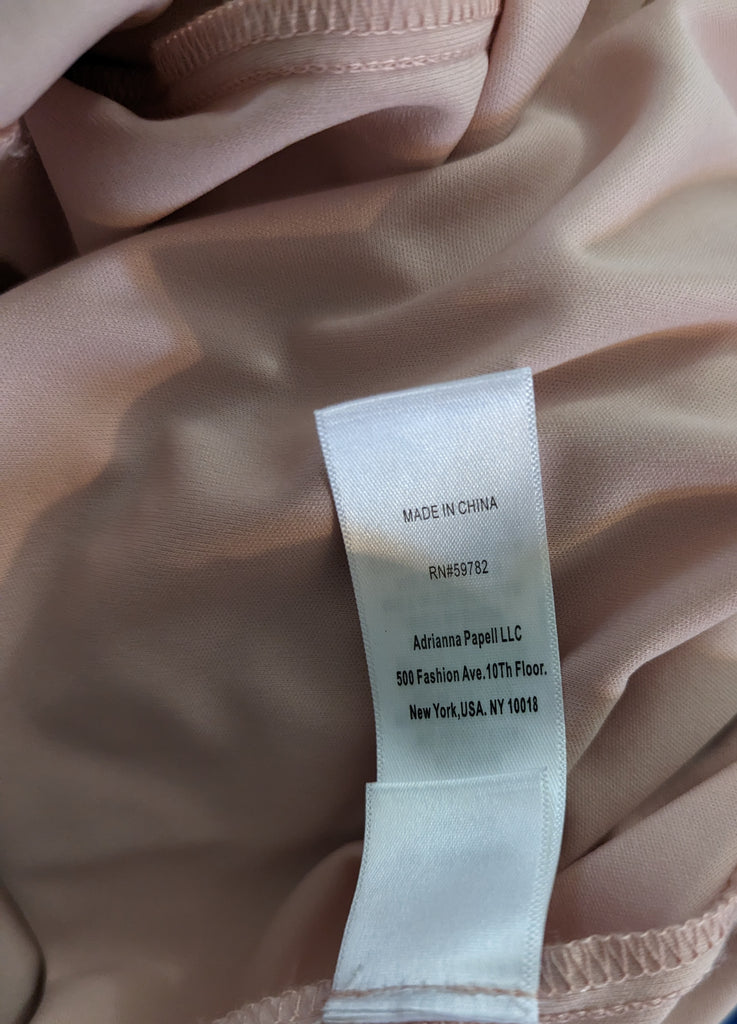 MADE IN CHINA
RN#59782
Adrianna Papell LLC
500 Fashion Ave.10Th Floor.
New York,USA. NY 10018